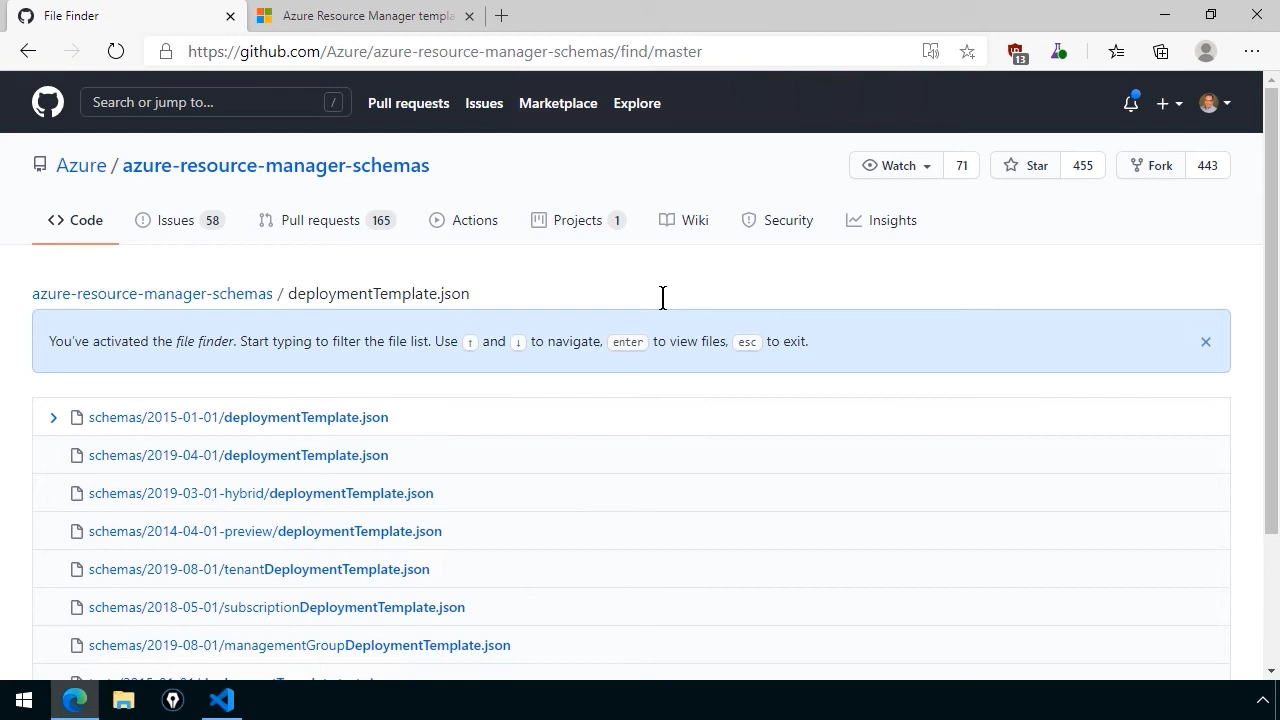 File Finder
Azure Resource Manager templa
https://github.com/Azure/azure-resource-manager-schemas/find/master
13
Search or jump to...
/
Pull requests
Issues
Marketplace
Explore
Azure / azure-resource-manager-schemas
Watch 71
Star 455
Fork 443
Code
Issues 58
Pull requests 165
Actions
Projects 1
Wiki
Security
Insights
azure-resource-manager-schemas / deploymentTemplate.json
You've activated the file finder. Start typing to filter the file list. Use ↑ and ↓ to navigate, enter to view files, esc to exit.
schemas/2015-01-01/deploymentTemplate.json
schemas/2019-04-01/deploymentTemplate.json
schemas/2019-03-01-hybrid/deploymentTemplate.json
schemas/2014-04-01-preview/deploymentTemplate.json
schemas/2019-08-01/tenantDeploymentTemplate.json
schemas/2018-05-01/subscriptionDeploymentTemplate.json
schemas/2019-08-01/managementGroupDeploymentTemplate.json